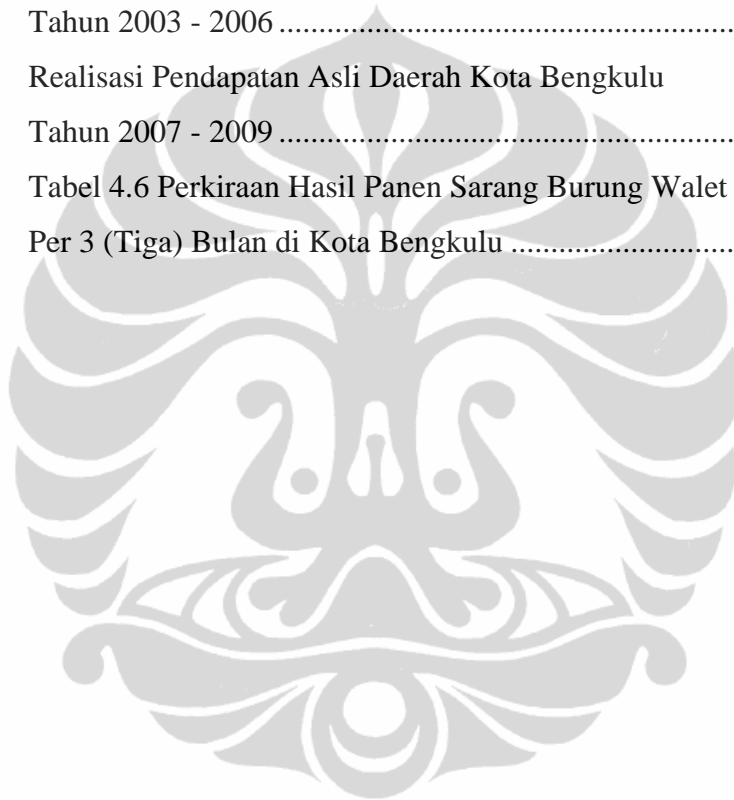 Tahun 2003 - 2006 ............................................................
Realisasi Pendapatan Asli Daerah Kota Bengkulu
Tahun 2007 - 2009 ............................................................
Tabel 4.6 Perkiraan Hasil Panen Sarang Burung Walet
Per 3 (Tiga) Bulan di Kota Bengkulu ............................